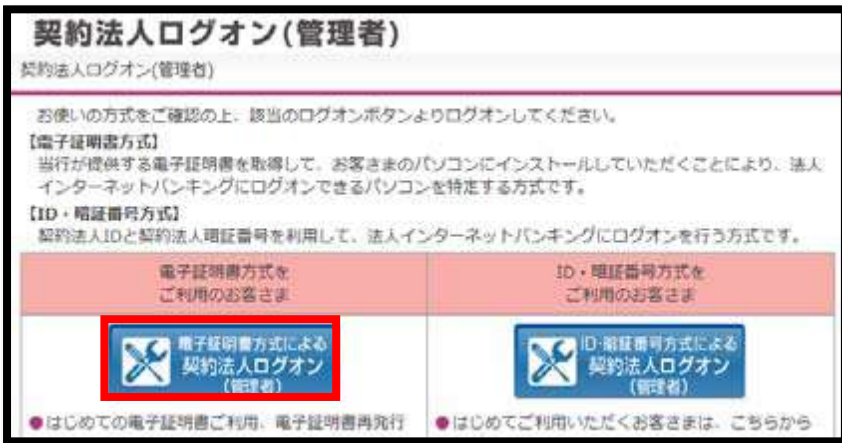 契約法人ログオン(管理者)
契約法人ログオン(管理者)
お使いの方式をご確認の上、該当のログオンボタンよりログオンしてください。
【電子証明書方式】
当行が提供する電子証明書を取得して、お客さまのパソコンにインストールしていただくことにより、法人
インターネットバンキングにログオンできるパソコンを特定する方式です。
【ID・暗証番号方式】
契約法人IDと契約法人暗証番号を利用して、法人インターネットバンキングにログオンを行う方式です。
電子証明書方式を
ご利用のお客さま
ID・暗証番号方式を
ご利用のお客さま
電子証明書方式による
契約法人ログオン
(管理者)
ID・暗証番号方式による
契約法人ログオン
(管理者)
●はじめての電子証明書ご利用、電子証明書再発行
●はじめてご利用いただくお客さまは、こちらから